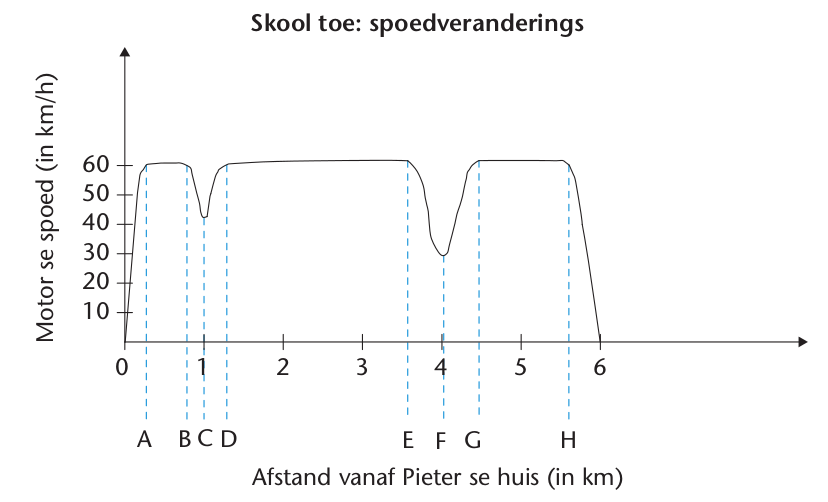 Skool toe: spoedveranderings
Motor se spoed (in km/h)
60
50
40
30
20
10
0 1 2 3 4 5 6
A B C D E F G H
Afstand vanaf Pieter se huis (in km)